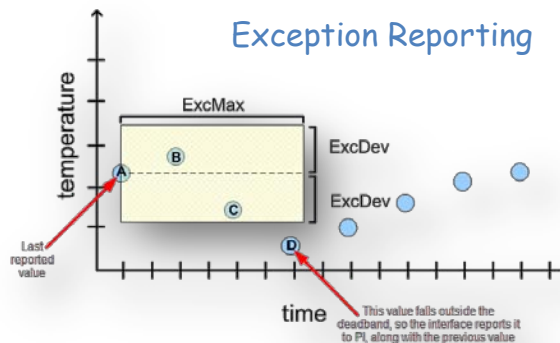 Exception Reporting
temperature
ExcMax
ExcDev
ExcDev
A
B
C
D
Last
reported
value
time
This value falls outside the
deadband, so the interface reports it
to PI, along with the previous value